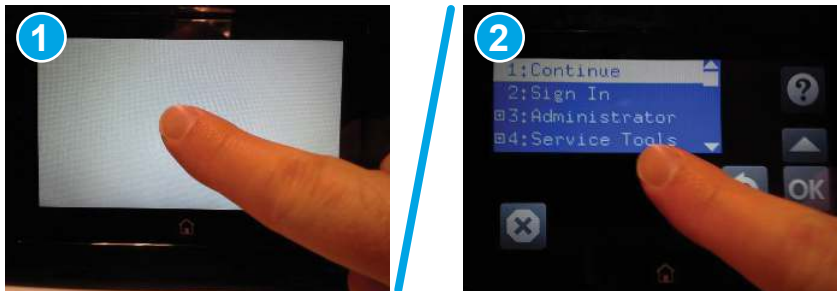 1
2
1:Continue
2:Sign In
3:Administrator
4:Service Tools
?
OK